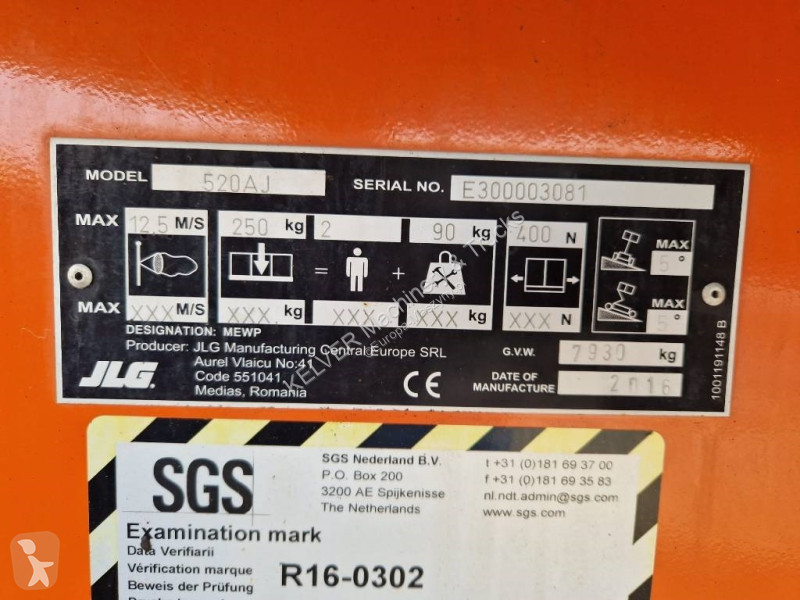 MODEL 520AJ SERIAL NO. E300003081
MAX 12.5 M/S 250 kg 2 90 kg 400 N
MAX 5°
= +
MAX XXX M/S XXX kg XXX XXX kg XXX N
5°
DESIGNATION: MEWP
Producer: JLG Manufacturing Central Europe SRL
Aurel Vlaicu No:41
Code 551041
Medias, Romania
JLG
CE
G.V.W. 7930 kg
DATE OF
MANUFACTURE 2016
1001191148 B
KELVER Machines & Trucks
SGS
SGS Nederland B.V.
P.O. Box 200
3200 AE Spijkenisse
The Netherlands
t +31 (0)181 69 37 00
f +31 (0)181 69 35 83
nl.ndt.admin@sgs.com
www.sgs.com
Examination mark
Data Verifiarii
Vérification marque
Beweis der Prüfung
R16-0302